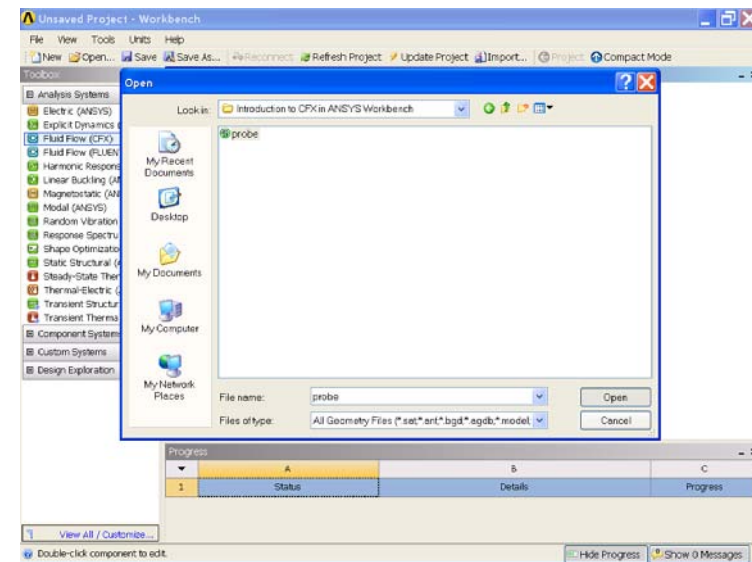 Unsaved Project - Workbench
File View Tools Units Help
New Open... Save Save As... Reconnect Refresh Project Update Project Import... Project Compact Mode
Toolbox
Analysis Systems
Electric (ANSYS)
Explicit Dynamics (
Fluid Flow (CFX)
Fluid Flow (FLUEN
Harmonic Respons
Linear Buckling (AN
Magnetostatic (AN
Modal (ANSYS)
Random Vibration
Response Spectru
Shape Optimizatio
Static Structural (
Steady-State Ther
Thermal-Electric (
Transient Structur
Transient Therma
Component System
Custom Systems
Design Exploration
View All / Customize...
Open
Look in: Introduction to CFX in ANSYS Workbench
probe
My Recent
Documents
Desktop
My Documents
My Computer
My Network
Places
File name: probe Open
Files of type: All Geometry Files (*.sat;*.anf;*.bgd;*.agdb;*.model; Cancel
Progress
A B C
1 Status Details Progress
Double-click component to edit.
Hide Progress Show 0 Messages